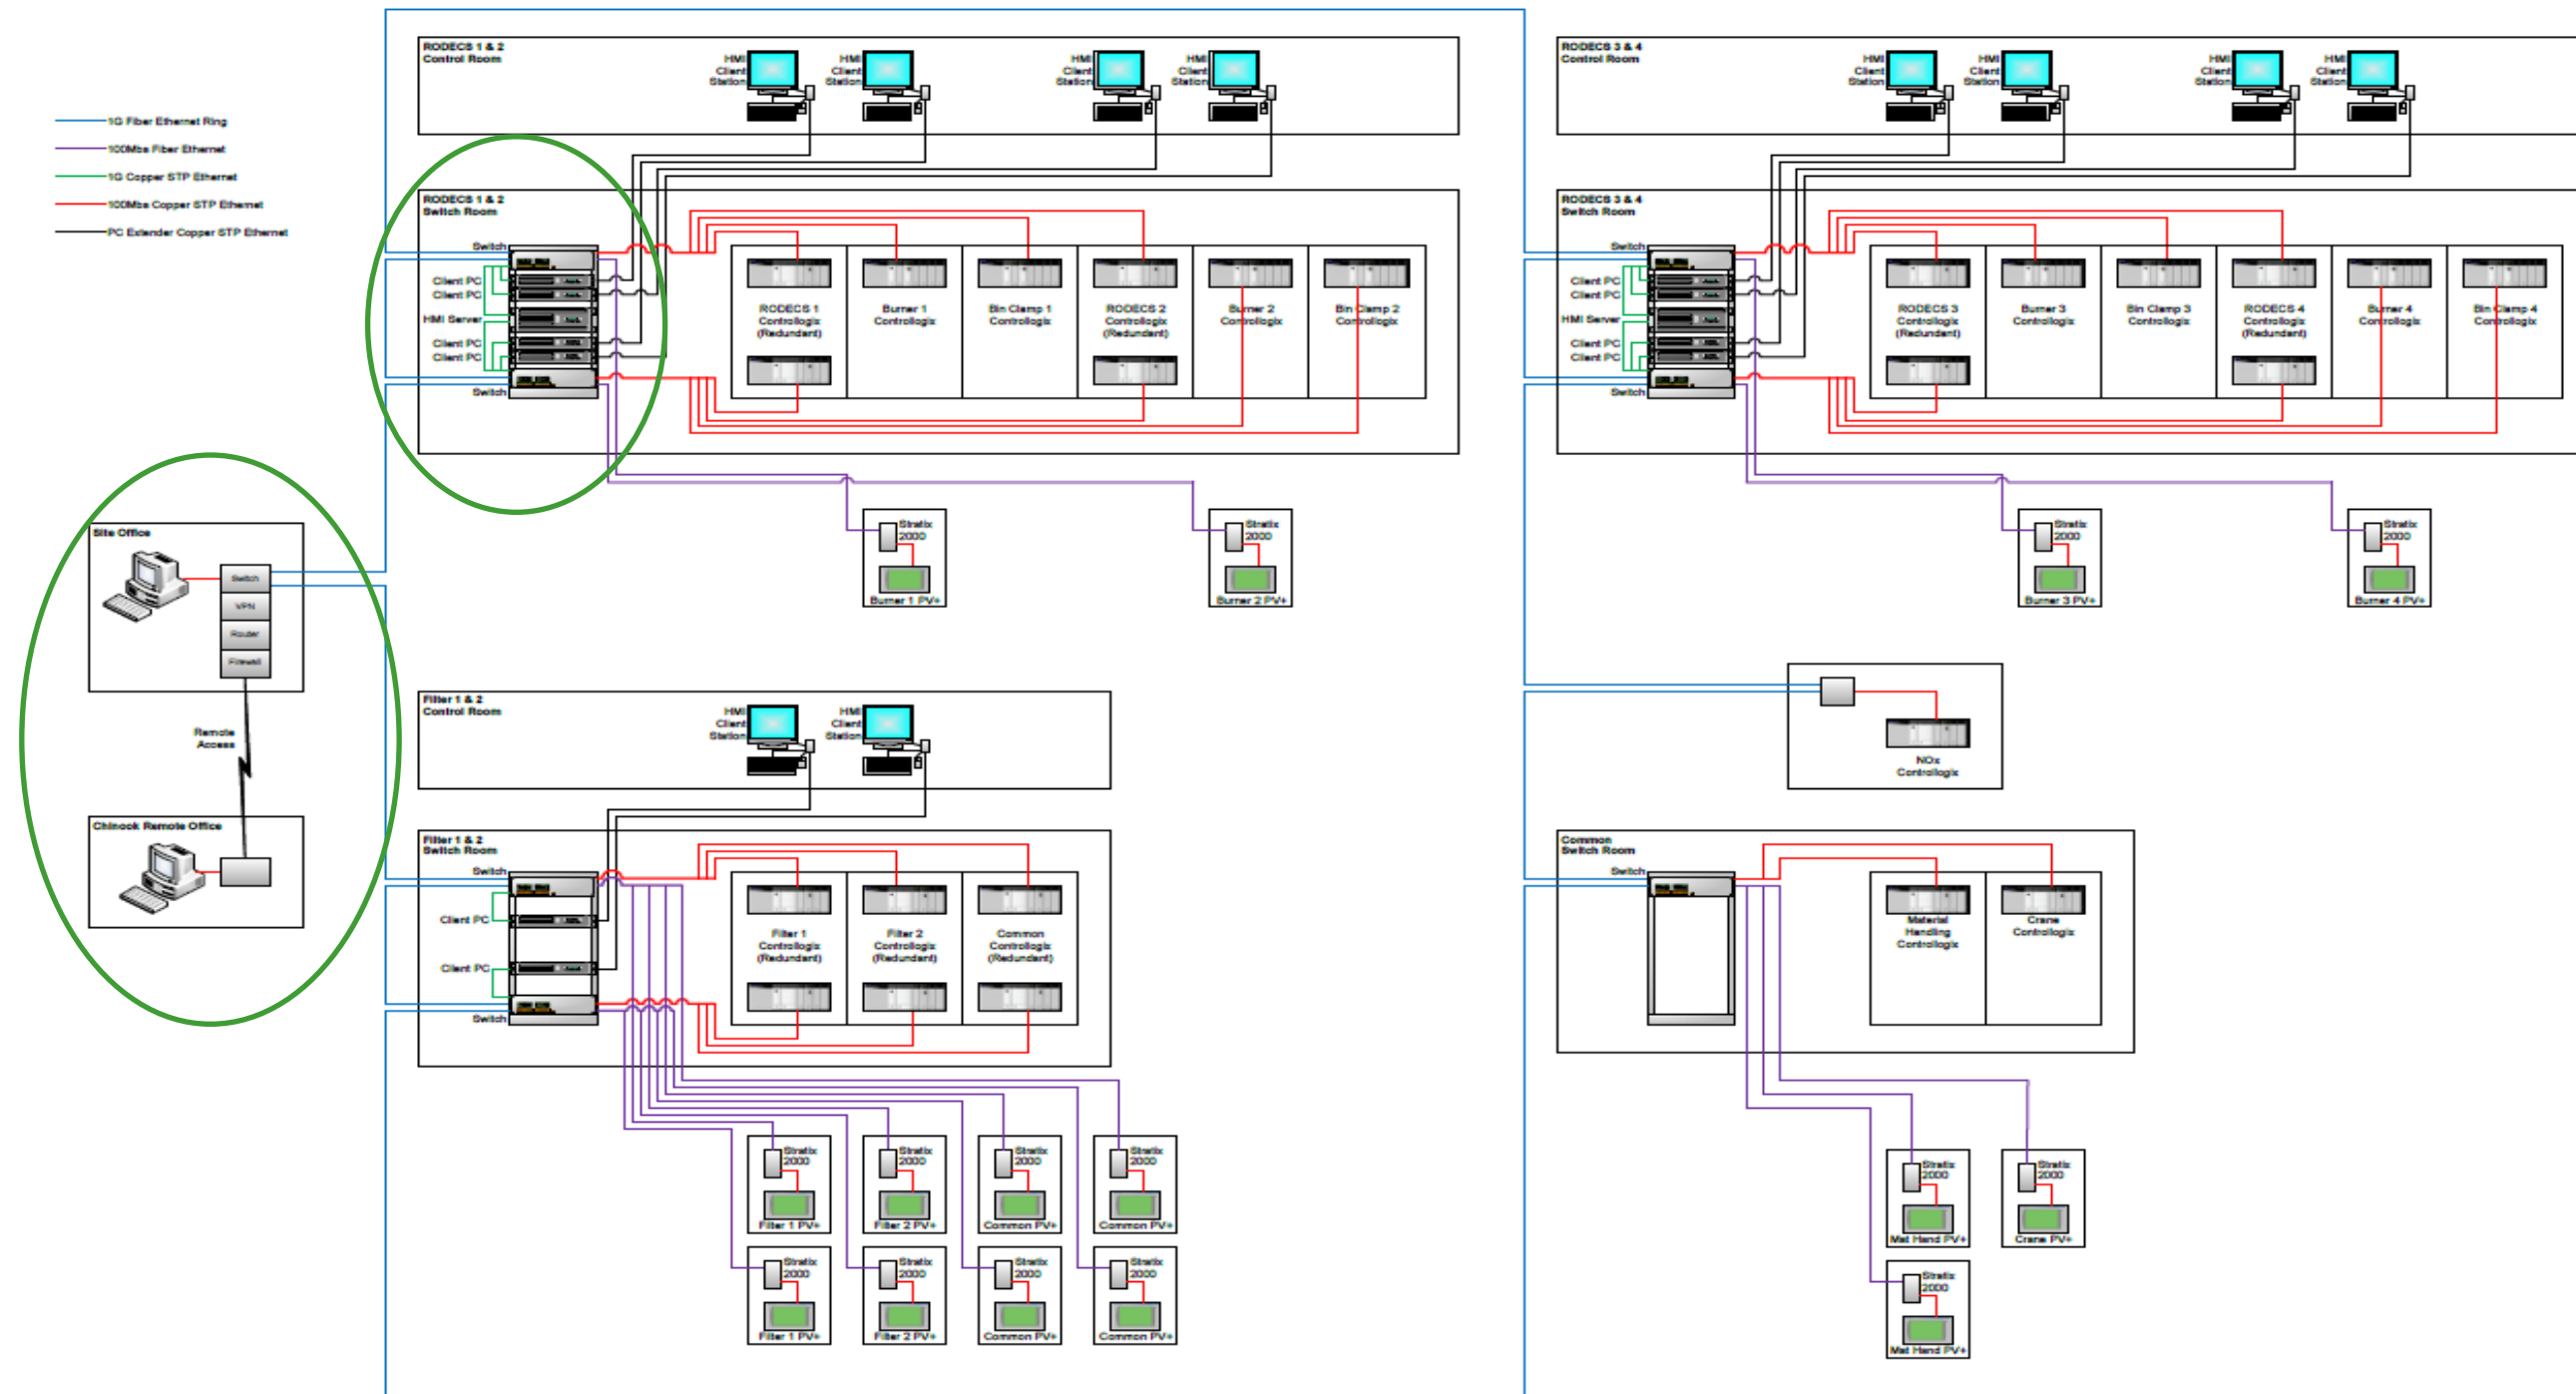 1G Fiber Ethernet Ring
100Mbs Fiber Ethernet
1G Copper STP Ethernet
100Mbs Copper STP Ethernet
PC Extender Copper STP Ethernet
RODECS 1 & 2
Control Room
HMI
Client
Station
HMI
Client
Station
HMI
Client
Station
HMI
Client
Station
RODECS 1 & 2
Switch Room
Switch
Client PC
Client PC
HMI Server
Client PC
Client PC
Switch
RODECS 1
Controllogix
(Redundant)
Burner 1
Controllogix
Bin Clamp 1
Controllogix
RODECS 2
Controllogix
(Redundant)
Burner 2
Controllogix
Bin Clamp 2
Controllogix
Stratix
2000
Burner 1 PV+
Stratix
2000
Burner 2 PV+
RODECS 3 & 4
Control Room
HMI
Client
Station
HMI
Client
Station
HMI
Client
Station
HMI
Client
Station
RODECS 3 & 4
Switch Room
Switch
Client PC
Client PC
HMI Server
Client PC
Client PC
Switch
RODECS 3
Controllogix
(Redundant)
Burner 3
Controllogix
Bin Clamp 3
Controllogix
RODECS 4
Controllogix
(Redundant)
Burner 4
Controllogix
Bin Clamp 4
Controllogix
Stratix
2000
Burner 3 PV+
Stratix
2000
Burner 4 PV+
Site Office
Switch
VPN
Router
Firewall
Remote
Access
Chinook Remote Office
Filter 1 & 2
Control Room
HMI
Client
Station
HMI
Client
Station
Filter 1 & 2
Switch Room
Switch
Client PC
Client PC
Switch
Filter 1
Controllogix
(Redundant)
Filter 2
Controllogix
(Redundant)
Common
Controllogix
(Redundant)
Stratix
2000
Filter 1 PV+
Stratix
2000
Filter 2 PV+
Stratix
2000
Common PV+
Stratix
2000
Common PV+
Stratix
2000
Filter 1 PV+
Stratix
2000
Filter 2 PV+
Stratix
2000
Common PV+
Stratix
2000
Common PV+
NOx
Controllogix
Common
Switch Room
Switch
Material
Handling
Controllogix
Crane
Controllogix
Stratix
2000
Mat Hand PV+
Stratix
2000
Crane PV+
Stratix
2000
Mat Hand PV+